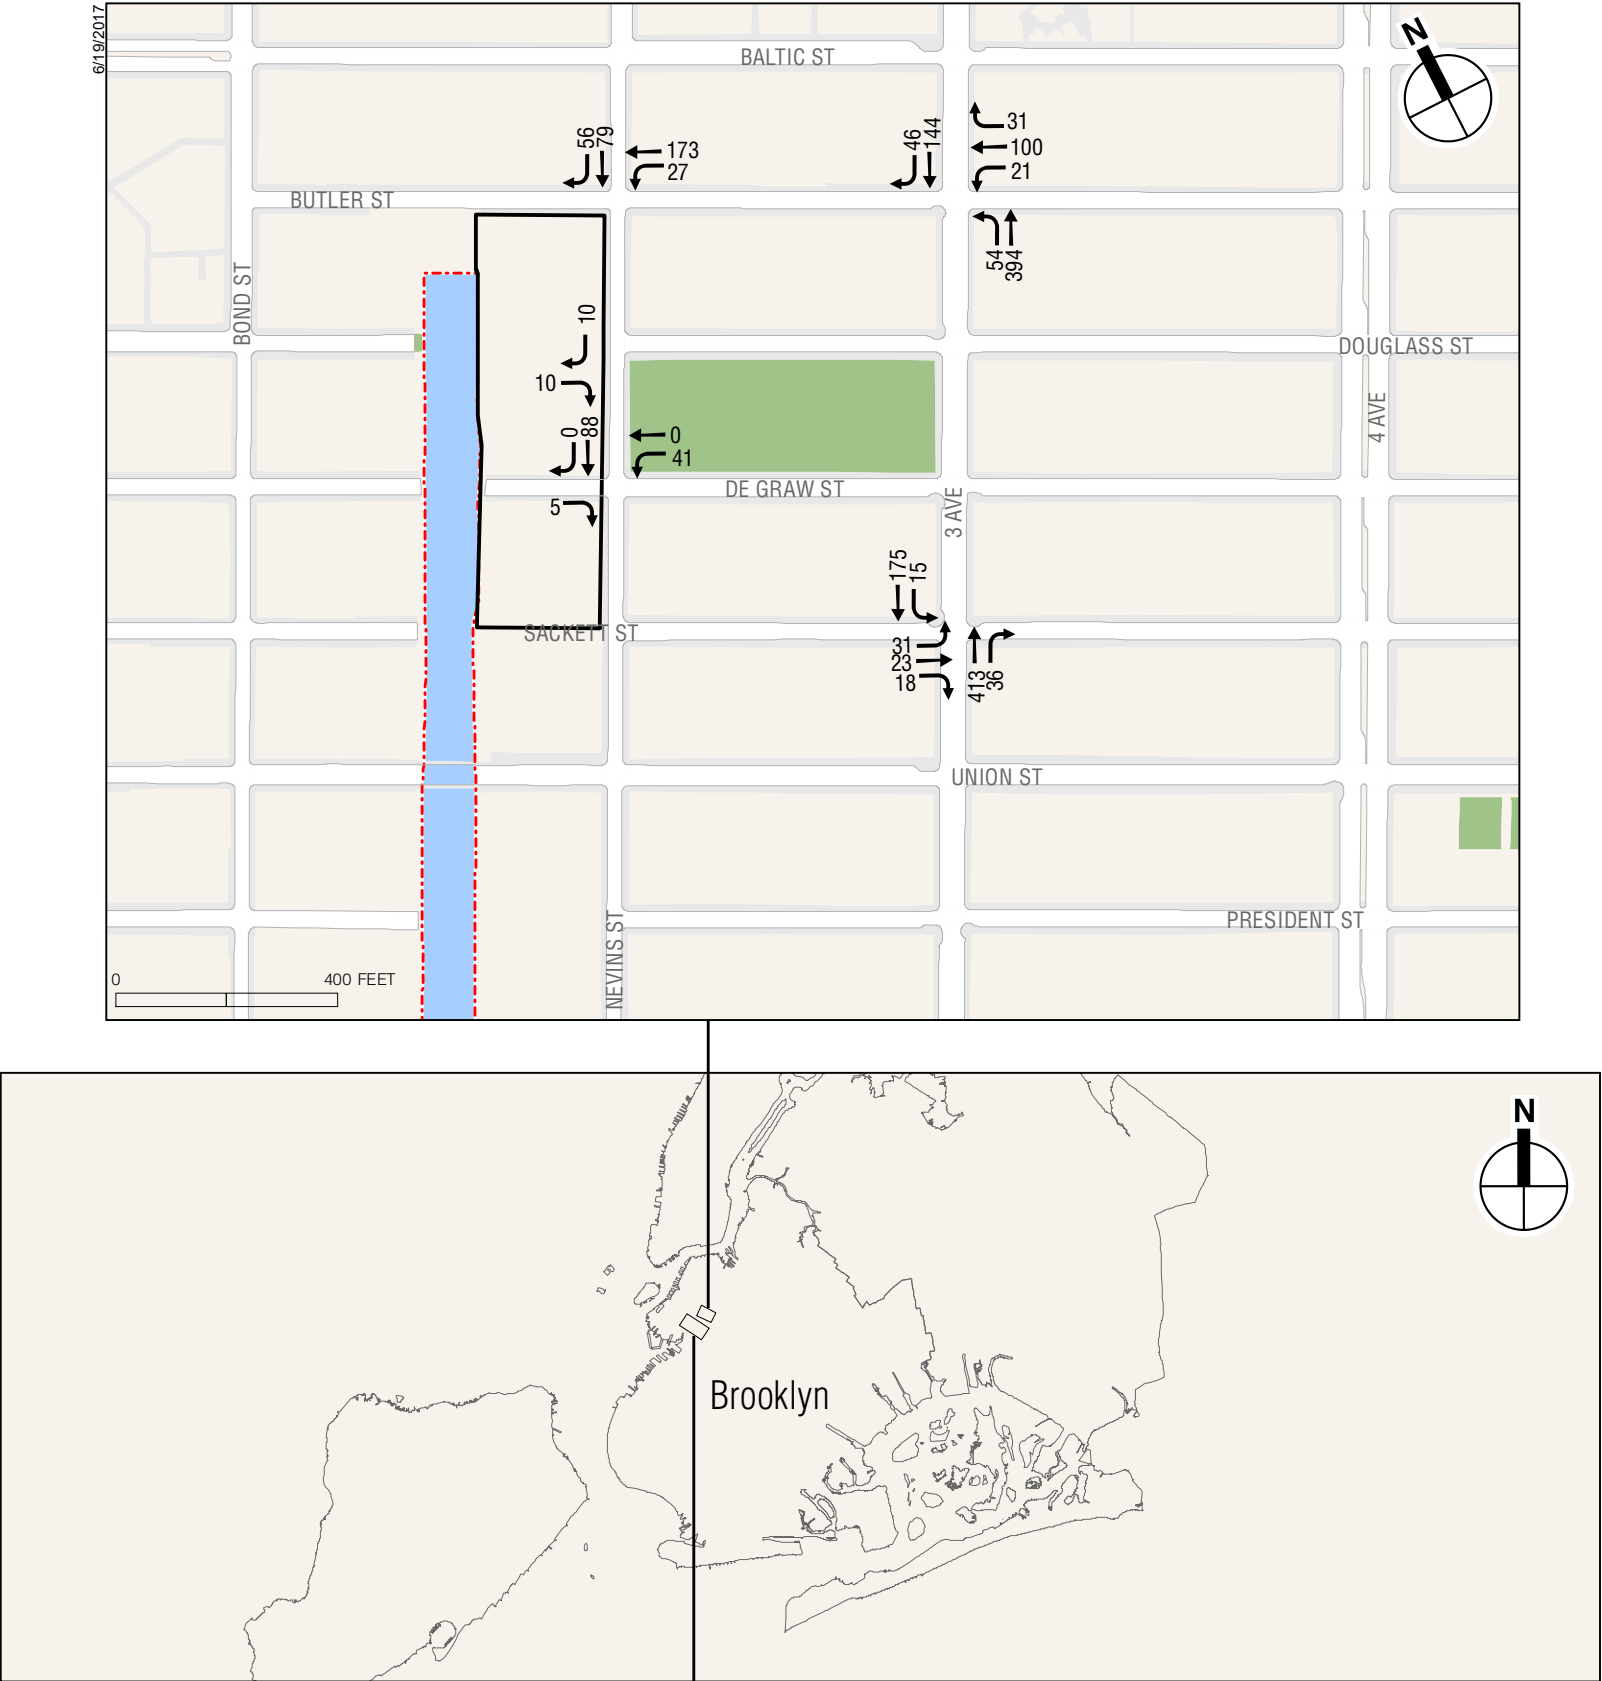 6/19/2017
BALTIC ST
N
56
79
173
27
46
144
31
100
21
BUTLER ST
54
394
BOND ST
10
10
DOUGLASS ST
4 AVE
0
88
0
41
DE GRAW ST
3 AVE
5
175
15
SACKETT ST
31
23
18
413
36
UNION ST
PRESIDENT ST
NEVINS ST
0
400 FEET
N
Brooklyn